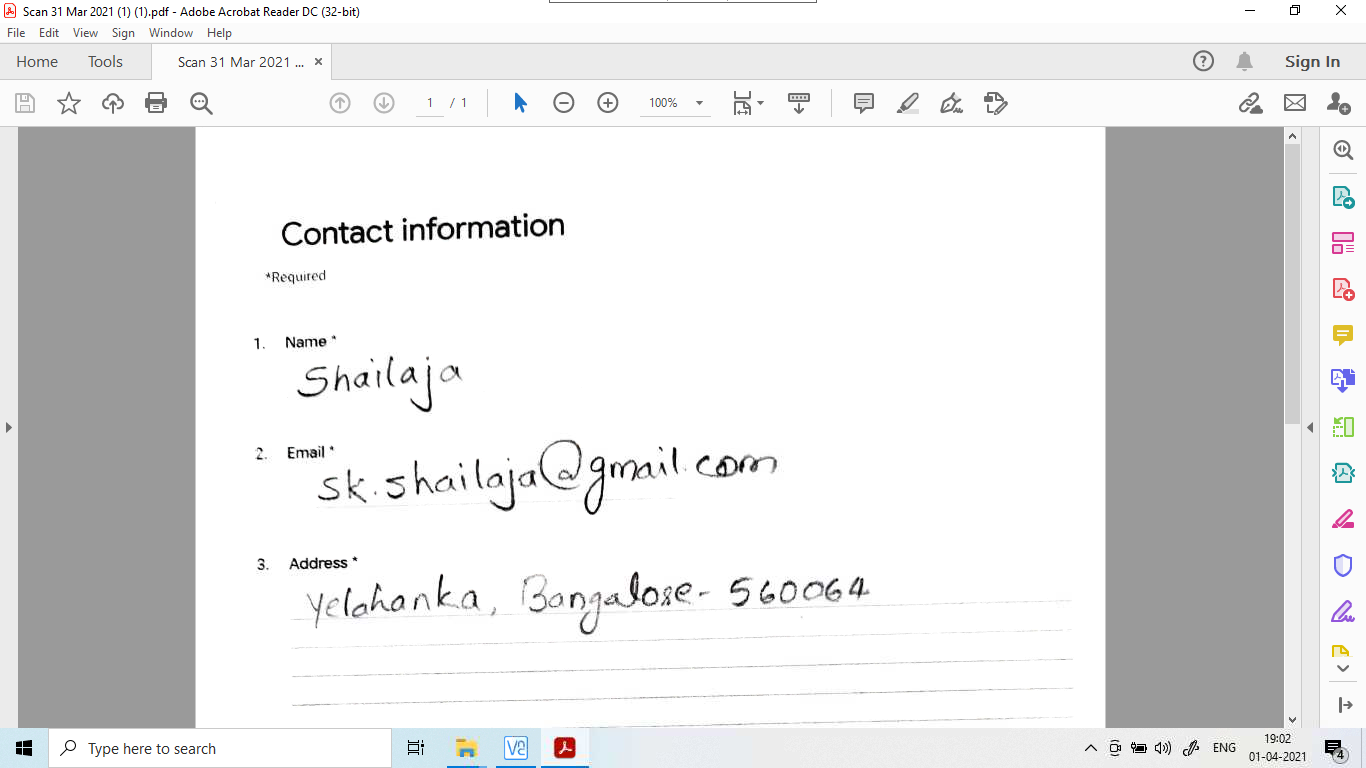 Scan 31 Mar 2021 (1) (1).pdf - Adobe Acrobat Reader DC (32-bit)
File Edit View Sign Window Help
Home Tools Scan 31 Mar 2021 ... × Sign In
1 / 1 100%
Contact information
*Required
1. Name *
Shailaja
2. Email *
sk.shailaja@gmail.com
3. Address *
Yelahanka, Bangalore- 560064
Type here to search
ENG
19:02
01-04-2021
4